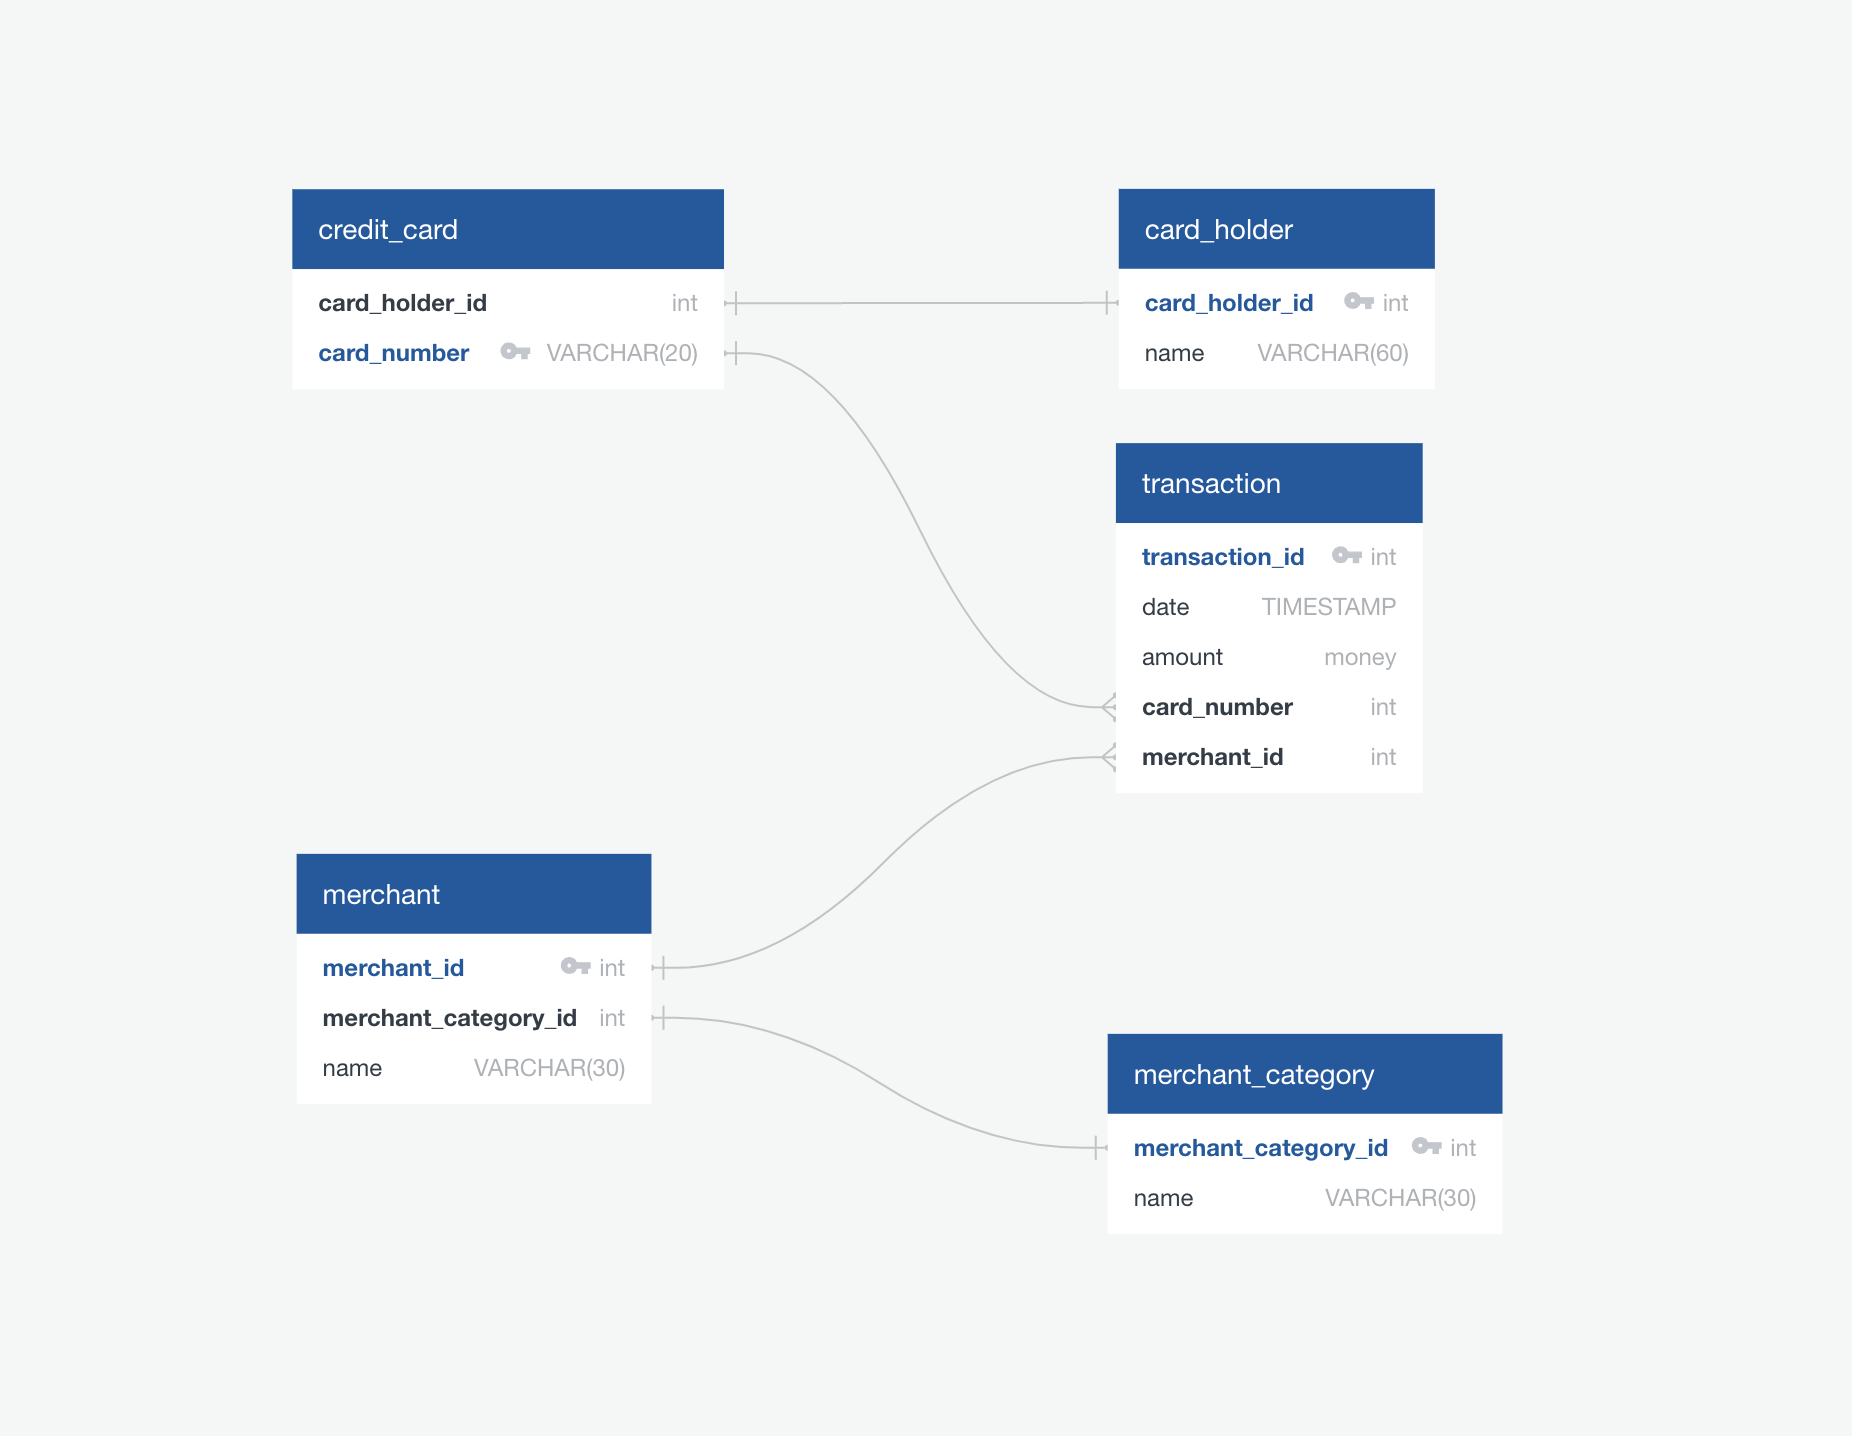 credit_card
card_holder_id int
card_number VARCHAR(20)
card_holder
card_holder_id int
name VARCHAR(60)
transaction
transaction_id int
date TIMESTAMP
amount money
card_number int
merchant_id int
merchant
merchant_id int
merchant_category_id int
name VARCHAR(30)
merchant_category
merchant_category_id int
name VARCHAR(30)